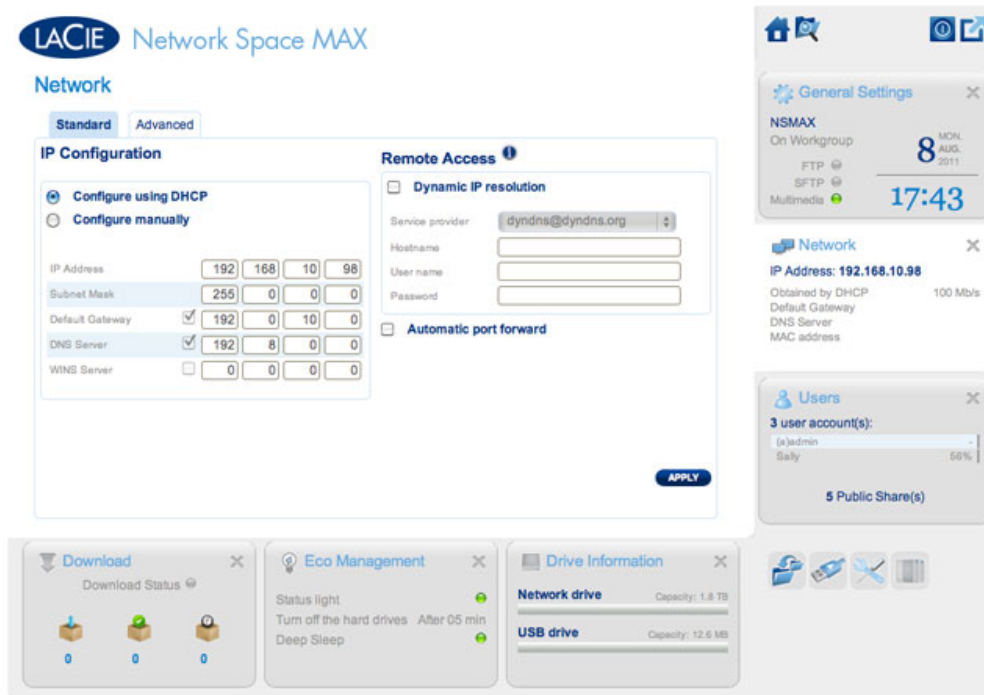 LACIE Network Space MAX
Network
Standard Advanced
IP Configuration
Configure using DHCP
Configure manually
IP Address 192 168 10 98
Subnet Mask 255 0 0 0
Default Gateway 192 0 10 0
DNS Server 192 8 0 0
WINS Server 0 0 0 0
Remote Access
Dynamic IP resolution
Service provider dyndns@dyndns.org
Hostname
User name
Password
Automatic port forward
APPLY
General Settings
NSMAX
On Workgroup
FTP
SFTP
Multimedia
8 MON. AUG. 2011
17:43
Network
IP Address: 192.168.10.98
Obtained by DHCP 100 Mb/s
Default Gateway
DNS Server
MAC address
Users
3 user account(s):
(a)admin -
Sally 56%
5 Public Share(s)
Download
Download Status
0 0 0
Eco Management
Status light
Turn off the hard drives After 05 min
Deep Sleep
Drive Information
Network drive Capacity: 1.8 TB
USB drive Capacity: 12.6 MB